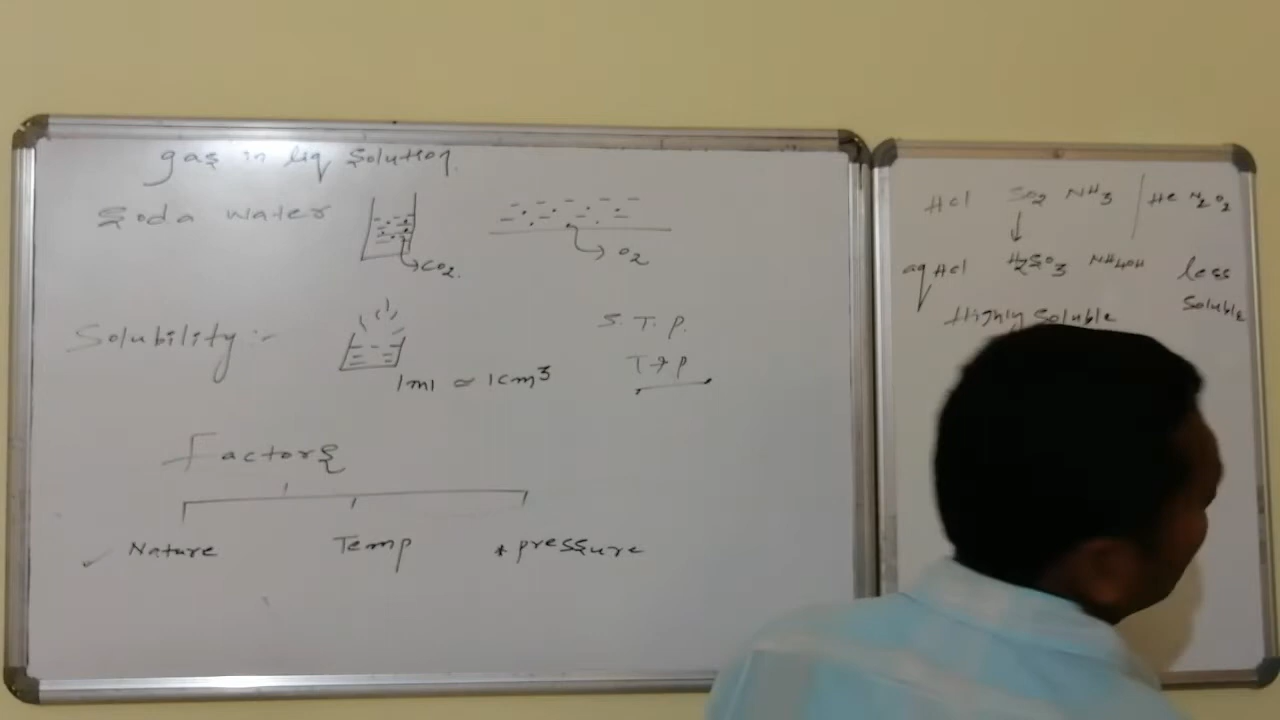 gas in liq solution.
Soda water
CO2.
O2
Solubility :-
S. T. P.
1ml ≃ 1cm³
T & P
Factors
Nature Temp * pressure
HCl SO2 NH3 He N2 O2
aq HCl H2SO3 NH4OH less
Highly Soluble Soluble